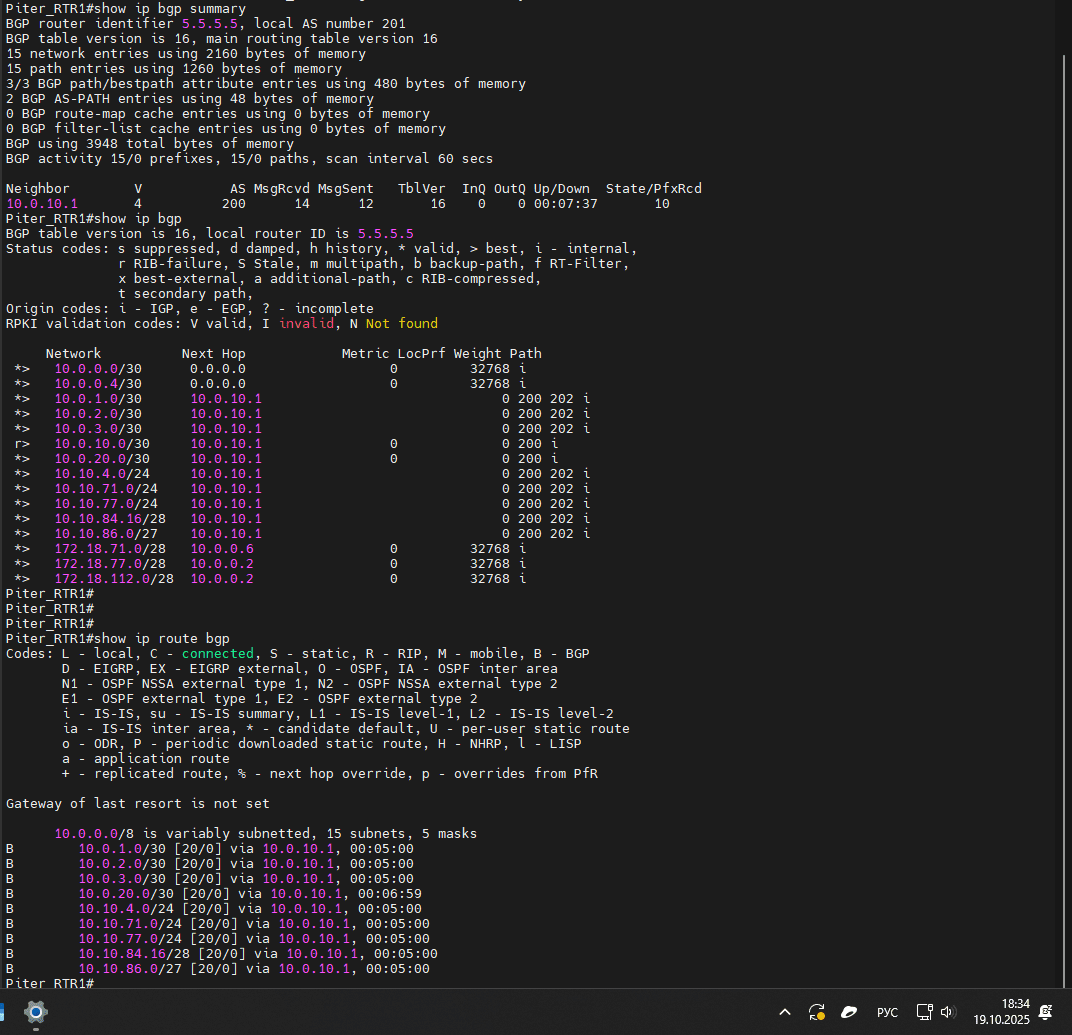 Piter_RTR1#show ip bgp summary
BGP router identifier 5.5.5.5, local AS number 201
BGP table version is 16, main routing table version 16
15 network entries using 2160 bytes of memory
15 path entries using 1260 bytes of memory
3/3 BGP path/bestpath attribute entries using 480 bytes of memory
2 BGP AS-PATH entries using 48 bytes of memory
0 BGP route-map cache entries using 0 bytes of memory
0 BGP filter-list cache entries using 0 bytes of memory
BGP using 3948 total bytes of memory
BGP activity 15/0 prefixes, 15/0 paths, scan interval 60 secs

Neighbor        V           AS MsgRcvd MsgSent   TblVer  InQ OutQ Up/Down  State/PfxRcd
10.0.10.1       4          200      14      12       16    0    0 00:07:37       10
Piter_RTR1#show ip bgp
BGP table version is 16, local router ID is 5.5.5.5
Status codes: s suppressed, d damped, h history, * valid, > best, i - internal,
              r RIB-failure, S Stale, m multipath, b backup-path, f RT-Filter,
              x best-external, a additional-path, c RIB-compressed,
              t secondary path,
Origin codes: i - IGP, e - EGP, ? - incomplete
RPKI validation codes: V valid, I invalid, N Not found

     Network          Next Hop            Metric LocPrf Weight Path
 *>   10.0.0.0/30      0.0.0.0                  0         32768 i
 *>   10.0.0.4/30      0.0.0.0                  0         32768 i
 *>   10.0.1.0/30      10.0.10.1                              0 200 202 i
 *>   10.0.2.0/30      10.0.10.1                              0 200 202 i
 *>   10.0.3.0/30      10.0.10.1                              0 200 202 i
 r>   10.0.10.0/30     10.0.10.1                0             0 200 i
 *>   10.0.20.0/30     10.0.10.1                0             0 200 i
 *>   10.10.4.0/24     10.0.10.1                              0 200 202 i
 *>   10.10.71.0/24    10.0.10.1                              0 200 202 i
 *>   10.10.77.0/24    10.0.10.1                              0 200 202 i
 *>   10.10.84.16/28   10.0.10.1                              0 200 202 i
 *>   10.10.86.0/27    10.0.10.1                              0 200 202 i
 *>   172.18.71.0/28   10.0.0.6                 0         32768 i
 *>   172.18.77.0/28   10.0.0.2                 0         32768 i
 *>   172.18.112.0/28  10.0.0.2                 0         32768 i
Piter_RTR1#
Piter_RTR1#
Piter_RTR1#
Piter_RTR1#show ip route bgp
Codes: L - local, C - connected, S - static, R - RIP, M - mobile, B - BGP
       D - EIGRP, EX - EIGRP external, O - OSPF, IA - OSPF inter area
       N1 - OSPF NSSA external type 1, N2 - OSPF NSSA external type 2
       E1 - OSPF external type 1, E2 - OSPF external type 2
       i - IS-IS, su - IS-IS summary, L1 - IS-IS level-1, L2 - IS-IS level-2
       ia - IS-IS inter area, * - candidate default, U - per-user static route
       o - ODR, P - periodic downloaded static route, H - NHRP, l - LISP
       a - application route
       + - replicated route, % - next hop override, p - overrides from PfR

Gateway of last resort is not set

      10.0.0.0/8 is variably subnetted, 15 subnets, 5 masks
B        10.0.1.0/30 [20/0] via 10.0.10.1, 00:05:00
B        10.0.2.0/30 [20/0] via 10.0.10.1, 00:05:00
B        10.0.3.0/30 [20/0] via 10.0.10.1, 00:05:00
B        10.0.20.0/30 [20/0] via 10.0.10.1, 00:06:59
B        10.10.4.0/24 [20/0] via 10.0.10.1, 00:05:00
B        10.10.71.0/24 [20/0] via 10.0.10.1, 00:05:00
B        10.10.77.0/24 [20/0] via 10.0.10.1, 00:05:00
B        10.10.84.16/28 [20/0] via 10.0.10.1, 00:05:00
B        10.10.86.0/27 [20/0] via 10.0.10.1, 00:05:00
Piter_RTR1#
РУС
18:34
19.10.2025